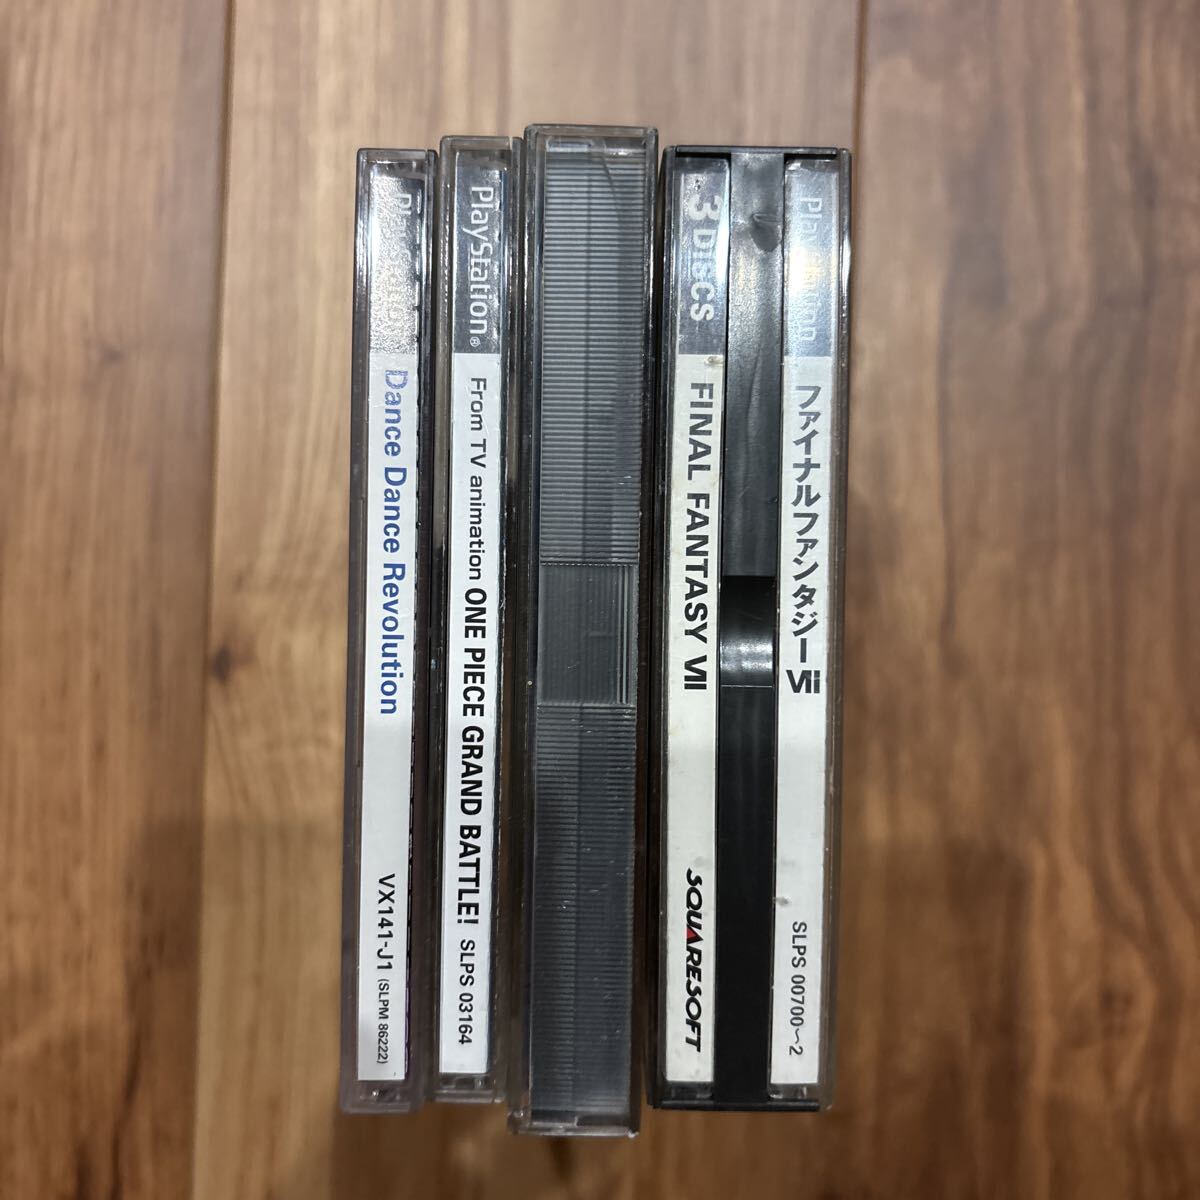 PlayStation
Dance Dance Revolution
VX141-J1 (SLPM 86222)
PlayStation®
From TV animation ONE PIECE GRAND BATTLE! SLPS 03164
3 DISCS
FINAL FANTASY VII
SQUARESOFT
PlayStation
ファイナルファンタジーVII
SLPS 00700~2